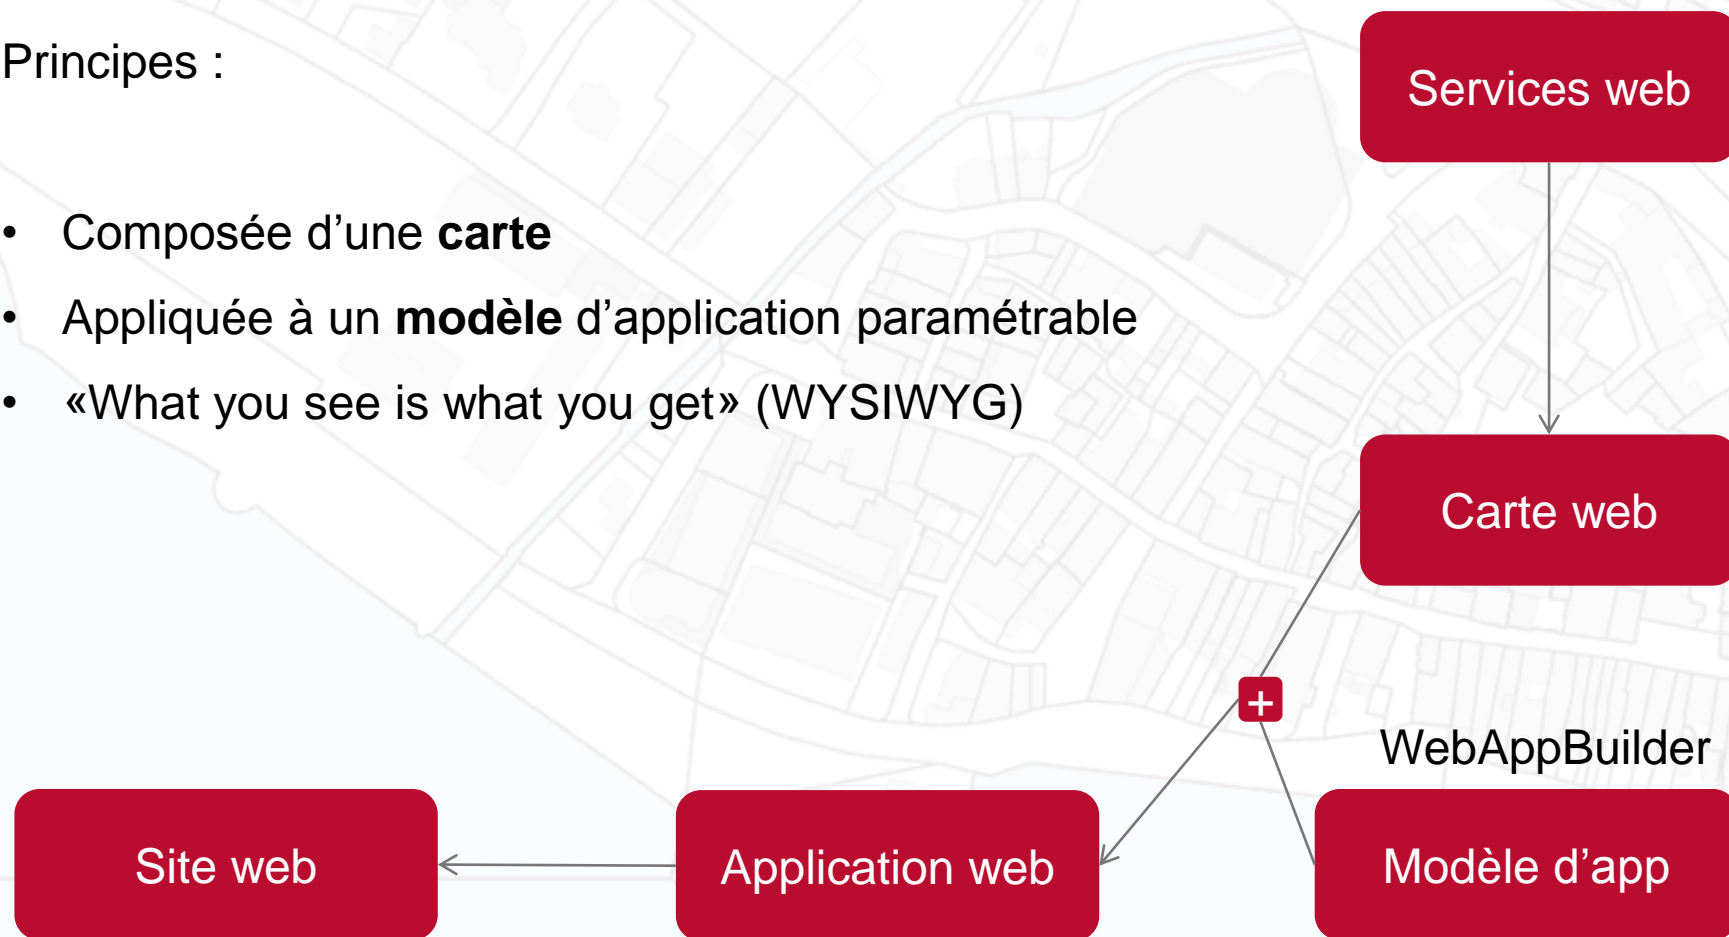 Principes :
Services web
• Composée d’une carte
• Appliquée à un modèle d’application paramétrable
• «What you see is what you get» (WYSIWYG)
Carte web
+
WebAppBuilder
Site web
Application web
Modèle d’app